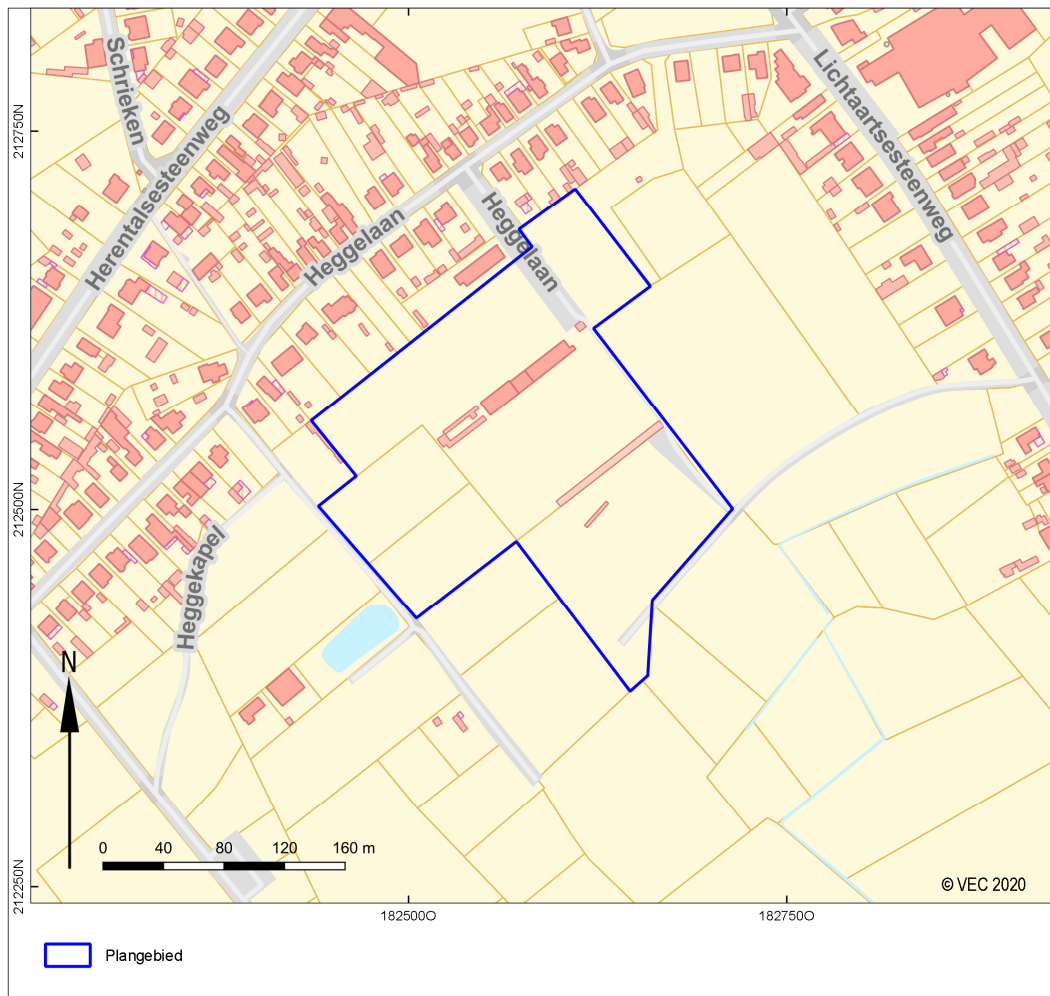 Schrieken
Herentalsesteenweg
Lichtaartsesteenweg
Heggelaan
Heggelaan
Heggekapel
212750N
212500N
212250N
N
0 40 80 120 160 m
© VEC 2020
182500O
182750O
Plangebied